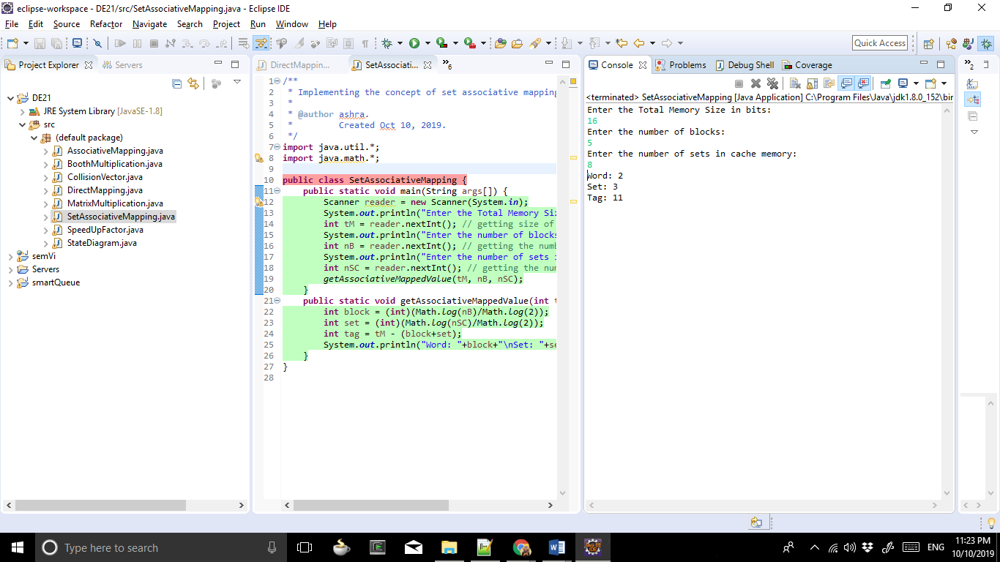 eclipse-workspace - DE21/src/SetAssociativeMapping.java - Eclipse IDE
File Edit Source Refactor Navigate Search Project Run Window Help
Quick Access
Project Explorer Servers
DE21
JRE System Library [JavaSE-1.8]
src
(default package)
AssociativeMapping.java
BoothMultiplication.java
CollisionVector.java
DirectMapping.java
MatrixMultiplication.java
SetAssociativeMapping.java
SpeedUpFactor.java
StateDiagram.java
semVi
Servers
smartQueue
DirectMappin... SetAssociati... »6
1 /**
2 * Implementing the concept of set associative mapping
3 *
4 * @author ashra.
5 * Created Oct 10, 2019.
6 */
7 import java.util.*;
8 import java.math.*;
9
10 public class SetAssociativeMapping {
11 public static void main(String args[]) {
12 Scanner reader = new Scanner(System.in);
13 System.out.println("Enter the Total Memory Siz
14 int tM = reader.nextInt(); // getting size of
15 System.out.println("Enter the number of blocks
16 int nB = reader.nextInt(); // getting the numb
17 System.out.println("Enter the number of sets i
18 int nSC = reader.nextInt(); // getting the num
19 getAssociativeMappedValue(tM, nB, nSC);
20 }
21 public static void getAssociativeMappedValue(int t
22 int block = (int)(Math.log(nB)/Math.log(2));
23 int set = (int)(Math.log(nSC)/Math.log(2));
24 int tag = tM - (block+set);
25 System.out.println("Word: "+block+"\nSet: "+se
26 }
27 }
28
Console Problems Debug Shell Coverage
»2
<terminated> SetAssociativeMapping [Java Application] C:\Program Files\Java\jdk1.8.0_152\bin
Enter the Total Memory Size in bits:
16
Enter the number of blocks:
5
Enter the number of sets in cache memory:
8
Word: 2
Set: 3
Tag: 11
Type here to search
ENG
11:23 PM
10/10/2019